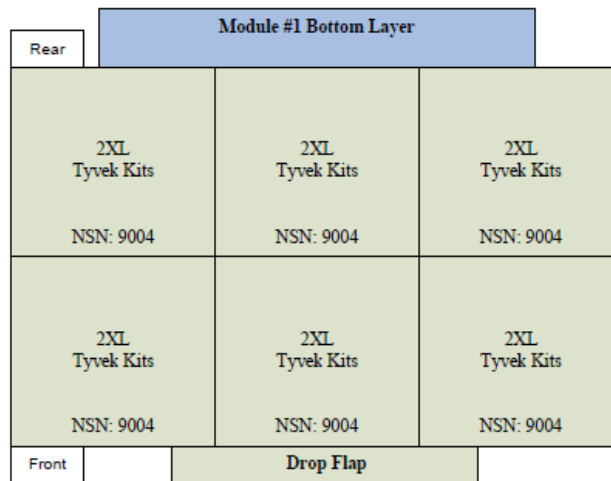 Module #1 Bottom Layer
Rear
2XL
Tyvek Kits
NSN: 9004
2XL
Tyvek Kits
NSN: 9004
2XL
Tyvek Kits
NSN: 9004
2XL
Tyvek Kits
NSN: 9004
2XL
Tyvek Kits
NSN: 9004
2XL
Tyvek Kits
NSN: 9004
Front
Drop Flap